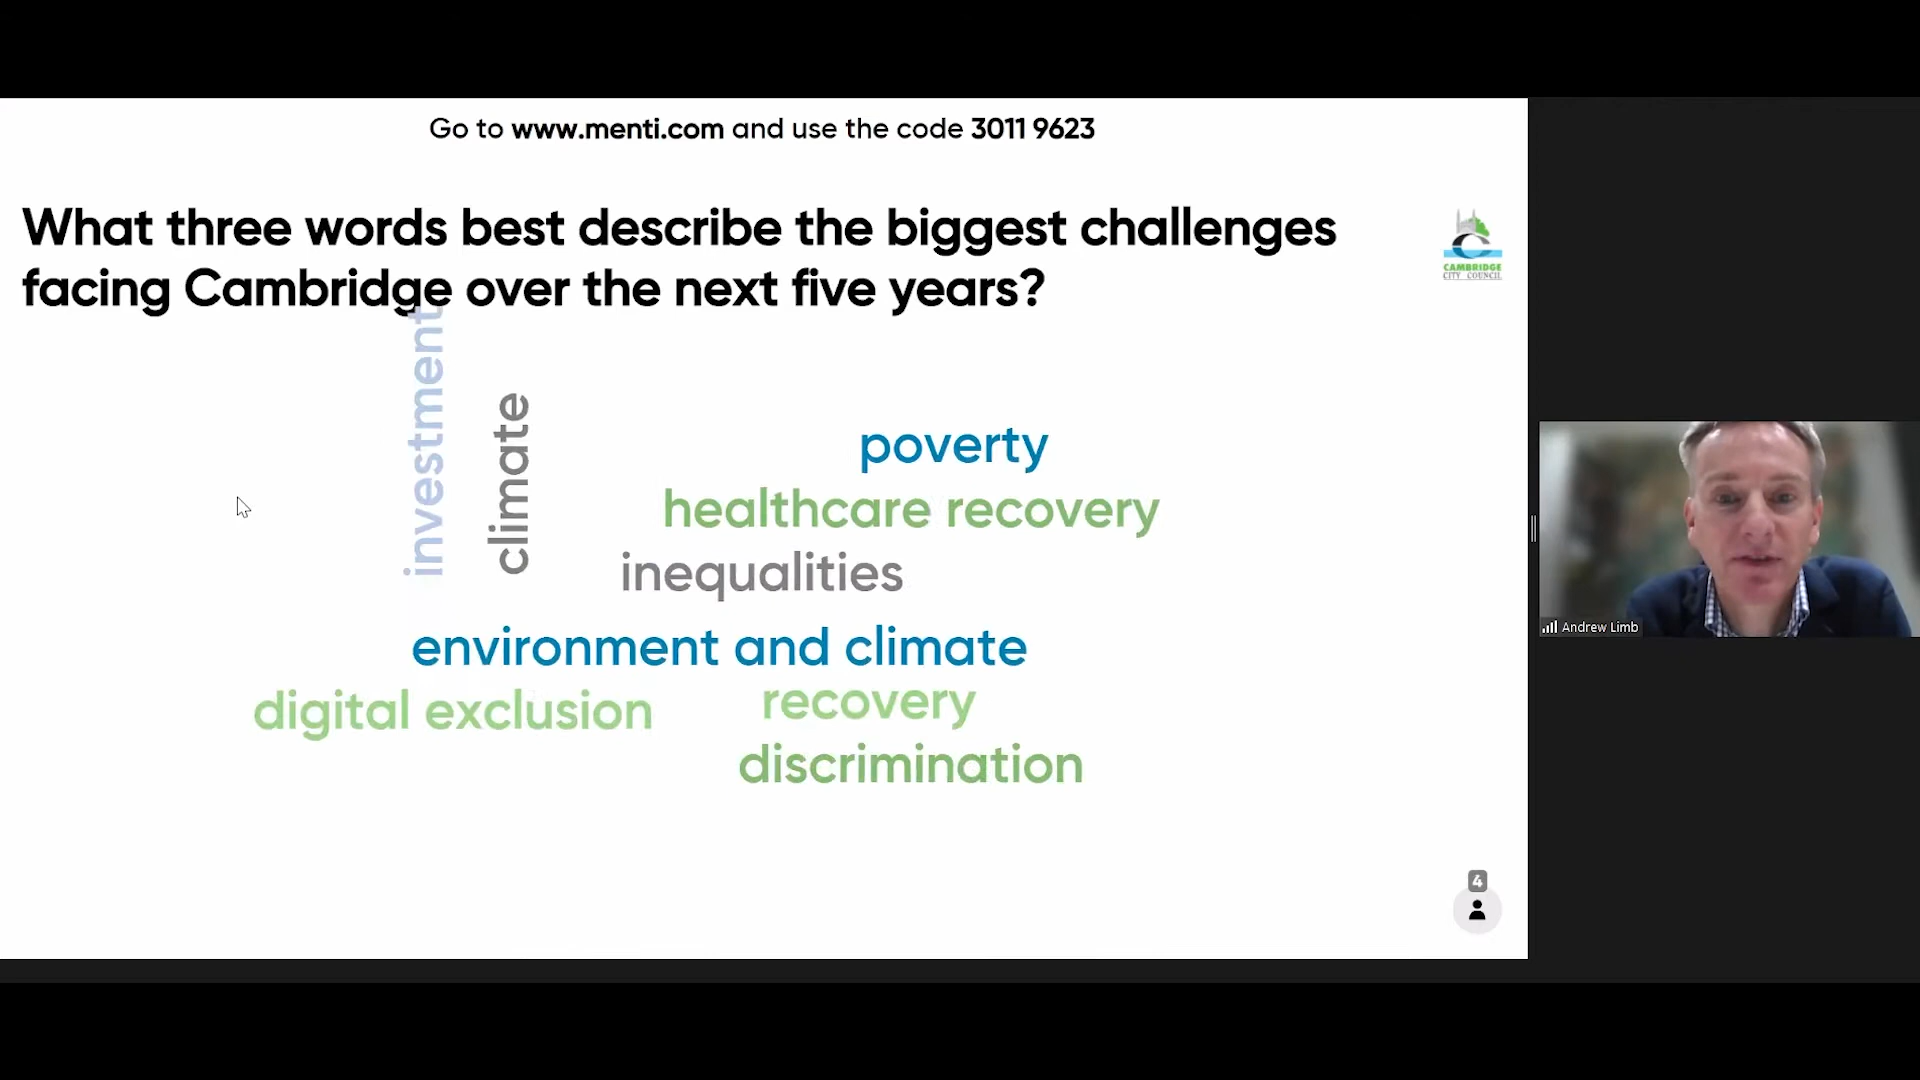 Go to www.menti.com and use the code 3011 9623
What three words best describe the biggest challenges
facing Cambridge over the next five years?
CAMBRIDGE
CITY COUNCIL
investment
climate
poverty
healthcare recovery
inequalities
environment and climate
digital exclusion
recovery
discrimination
4
Andrew Limb